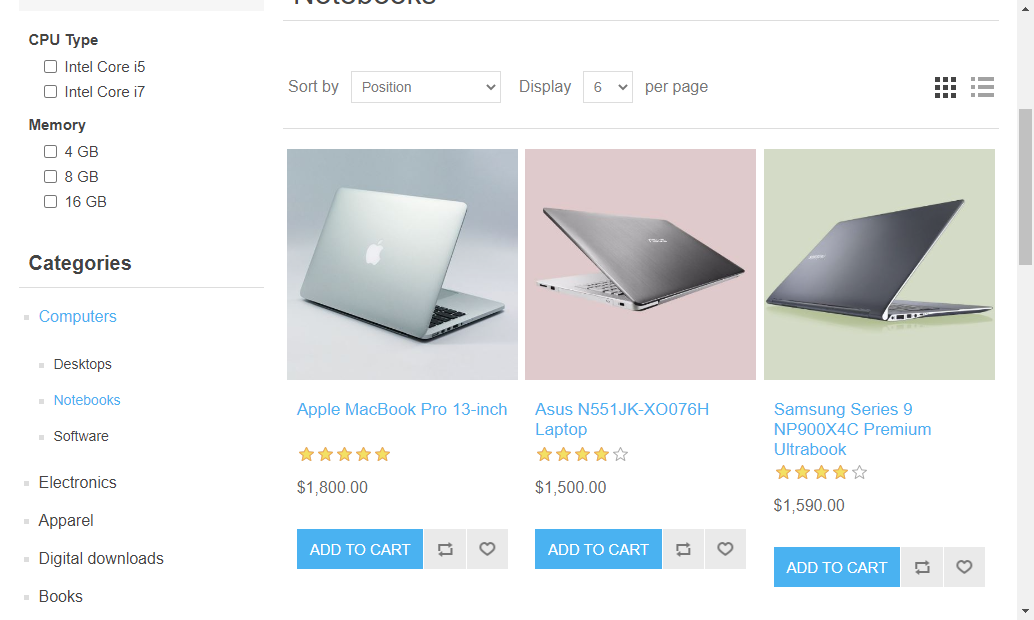 Notebooks
CPU Type
Intel Core i5
Intel Core i7
Memory
4 GB
8 GB
16 GB
Categories
Computers
Desktops
Notebooks
Software
Electronics
Apparel
Digital downloads
Books
Sort by Position Display 6 per page
Apple MacBook Pro 13-inch
$1,800.00
ADD TO CART
Asus N551JK-XO076H
Laptop
$1,500.00
ADD TO CART
Samsung Series 9
NP900X4C Premium
Ultrabook
$1,590.00
ADD TO CART